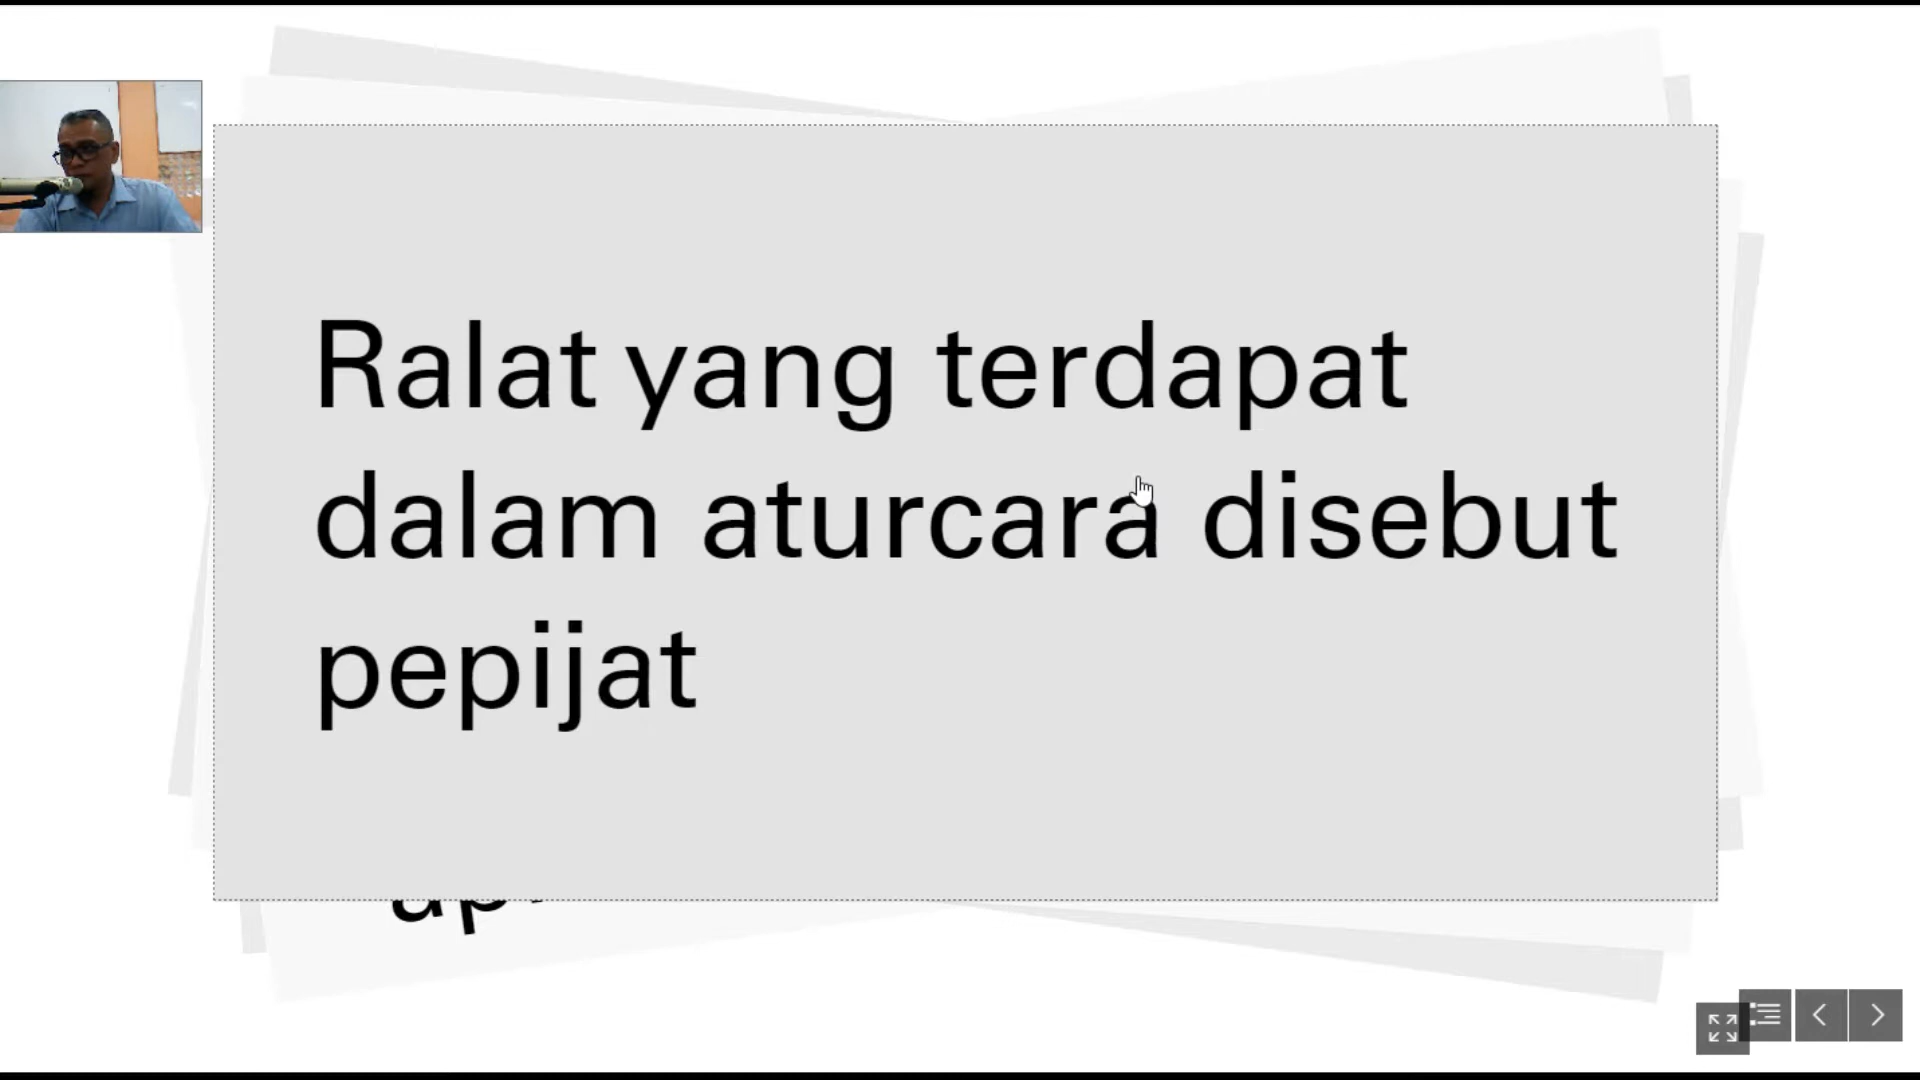 Ralat yang terdapat
dalam aturcara disebut
pepijat